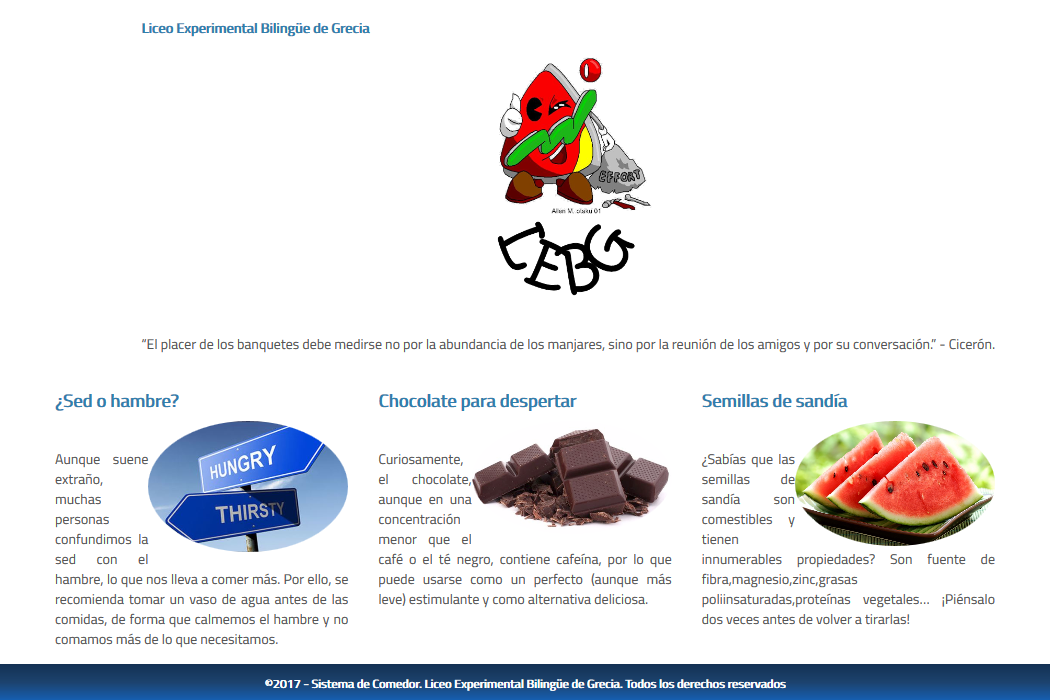 Liceo Experimental Bilingüe de Grecia
EFFORT
Allen M. otaku 01
LEBG
“El placer de los banquetes debe medirse no por la abundancia de los manjares, sino por la reunión de los amigos y por su conversación.” - Cicerón.
¿Sed o hambre?
HUNGRY
THIRSTY
Aunque suene
extraño,
muchas
personas
confundimos la
sed con el
hambre, lo que nos lleva a comer más. Por ello, se
recomienda tomar un vaso de agua antes de las
comidas, de forma que calmemos el hambre y no
comamos más de lo que necesitamos.
Chocolate para despertar
Curiosamente,
el chocolate,
aunque en una
concentración
menor que el
café o el té negro, contiene cafeína, por lo que
puede usarse como un perfecto (aunque más
leve) estimulante y como alternativa deliciosa.
Semillas de sandía
¿Sabías que las
semillas de
sandía son
comestibles y
tienen
innumerables propiedades? Son fuente de
fibra,magnesio,zinc,grasas
poliinsaturadas,proteínas vegetales... ¡Piénsalo
dos veces antes de volver a tirarlas!
©2017 - Sistema de Comedor. Liceo Experimental Bilingüe de Grecia. Todos los derechos reservados